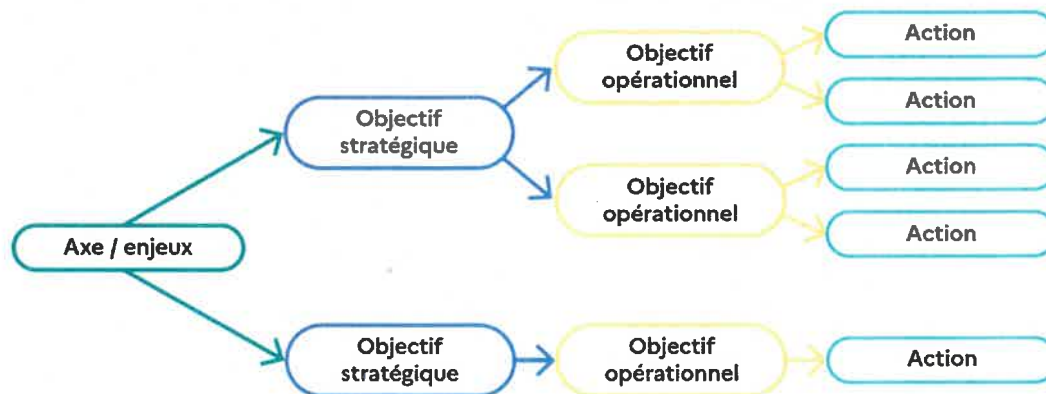 Action
Objectif
opérationnel
Action
Objectif
stratégique
Action
Objectif
opérationnel
Action
Axe / enjeux
Objectif
stratégique
Objectif
opérationnel
Action